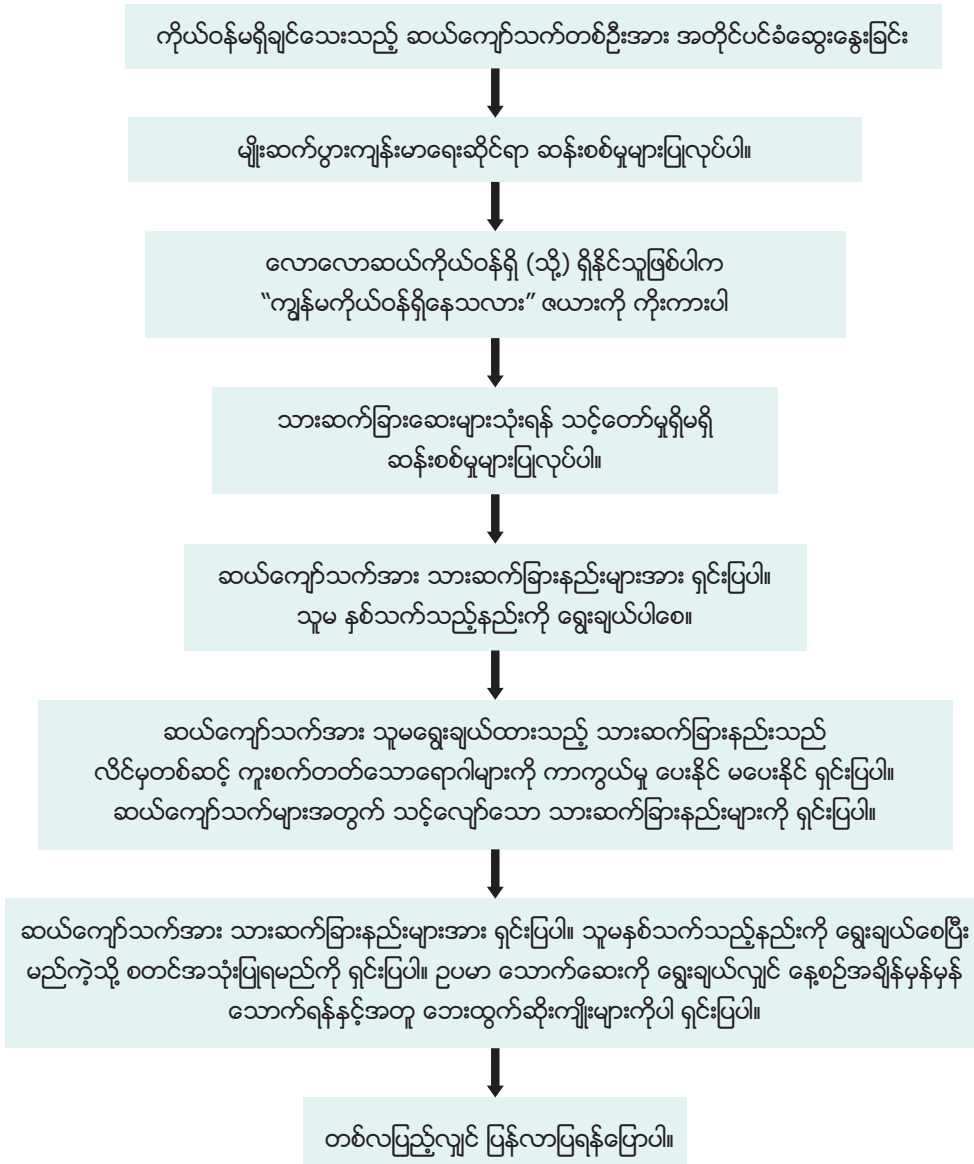 ကိုယ်ဝန်မရှိချင်သေးသည့် ဆယ်ကျော်သက်တစ်ဦးအား အတိုင်ပင်ခံဆွေးနွေးခြင်း
မျိုးဆက်ပွားကျန်းမာရေးဆိုင်ရာ ဆန်းစစ်မှုများပြုလုပ်ပါ။
လောလောဆယ်ကိုယ်ဝန်ရှိ (သို့) ရှိနိုင်သူဖြစ်ပါက
“ကျွန်မကိုယ်ဝန်ရှိနေသလား” ဇယားကို ကိုးကားပါ
သားဆက်ခြားဆေးများသုံးရန် သင့်တော်မှုရှိမရှိ
ဆန်းစစ်မှုများပြုလုပ်ပါ။
ဆယ်ကျော်သက်အား သားဆက်ခြားနည်းများအား ရှင်းပြပါ။
သူမ နှစ်သက်သည့်နည်းကို ရွေးချယ်ပါစေ။
ဆယ်ကျော်သက်အား သူမရွေးချယ်ထားသည့် သားဆက်ခြားနည်းသည်
လိင်မှတစ်ဆင့် ကူးစက်တတ်သောရောဂါများကို ကာကွယ်မှု ပေးနိုင် မပေးနိုင် ရှင်းပြပါ။
ဆယ်ကျော်သက်များအတွက် သင့်လျော်သော သားဆက်ခြားနည်းများကို ရှင်းပြပါ။
ဆယ်ကျော်သက်အား သားဆက်ခြားနည်းများအား ရှင်းပြပါ။ သူမနှစ်သက်သည့်နည်းကို ရွေးချယ်စေပြီး
မည်ကဲ့သို့ စတင်အသုံးပြုရမည်ကို ရှင်းပြပါ။ ဥပမာ သောက်ဆေးကို ရွေးချယ်လျှင် နေ့စဉ်အချိန်မှန်မှန်
သောက်ရန်နှင့်အတူ ဘေးထွက်ဆိုးကျိုးများကိုပါ ရှင်းပြပါ။
တစ်လပြည့်လျှင် ပြန်လာပြရန်ပြောပါ။